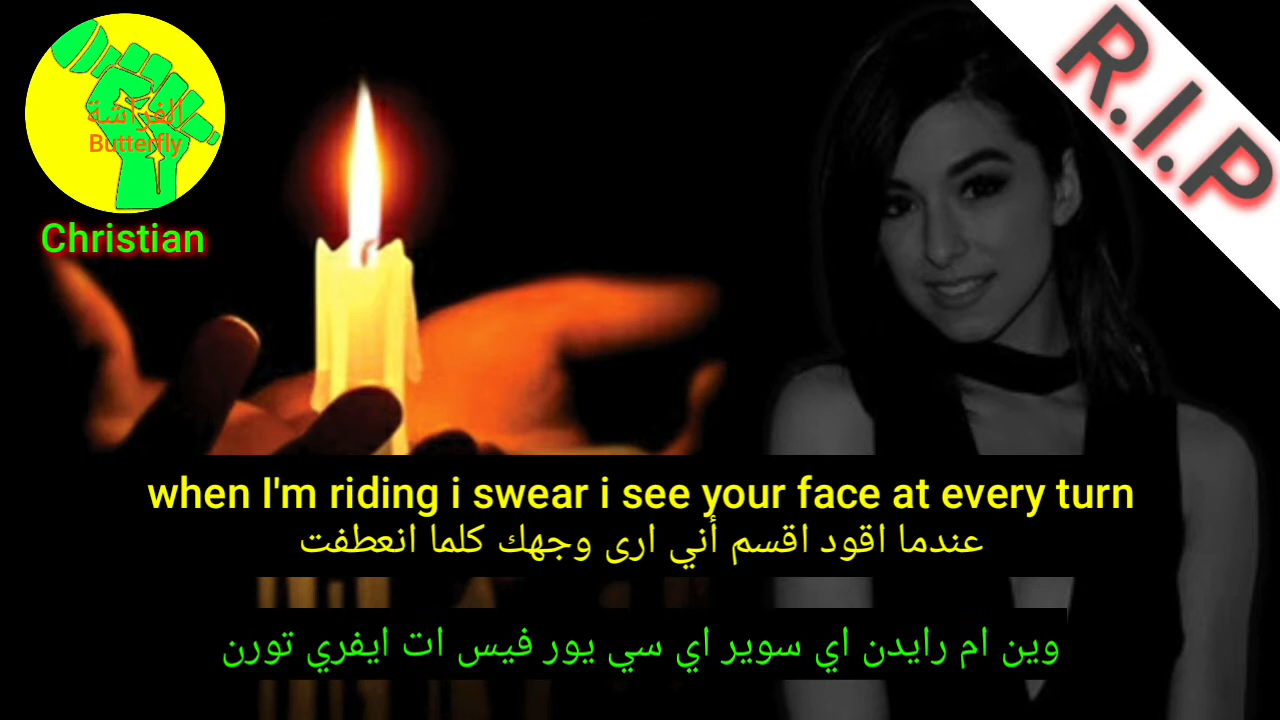 الفراشة
Butterfly
Christian
R.I.P
when I'm riding i swear i see your face at every turn
عندما اقود اقسم أني ارى وجهك كلما انعطفت
وين ام رايدن اي سوير اي سي يور فيس ات ايفري تورن